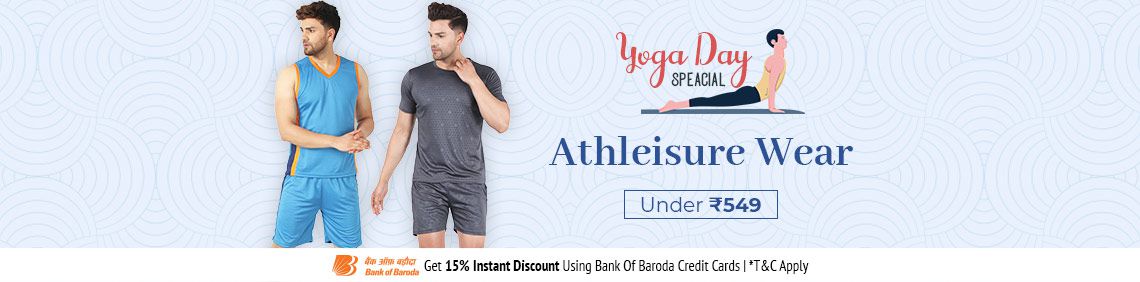 Yoga Day
SPEACIAL
Athleisure Wear
Under ₹549
बैंक ऑफ़ बड़ौदा
Bank of Baroda
Get 15% Instant Discount Using Bank Of Baroda Credit Cards | *T&C Apply